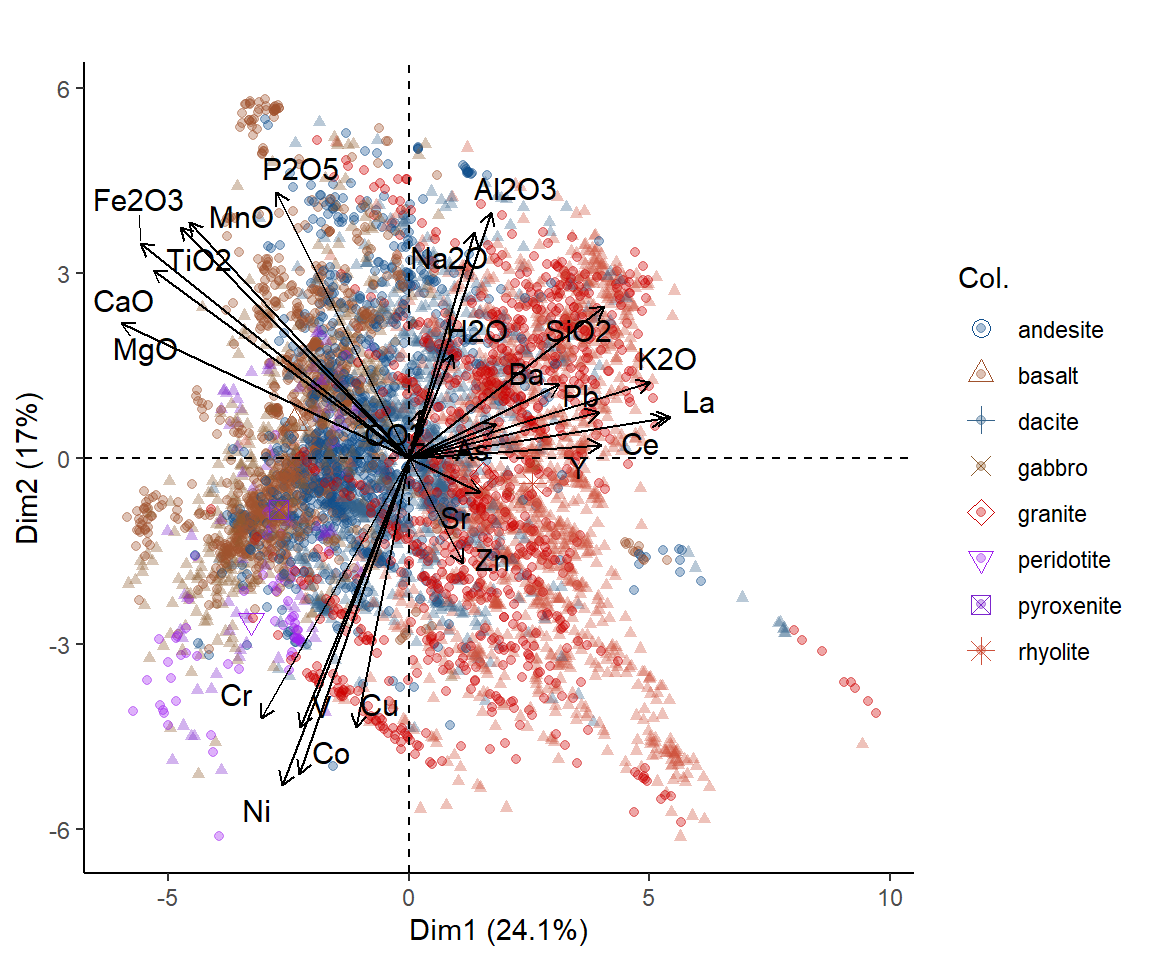 6
3
0
-3
-6
Dim2 (17%)
P2O5
Al2O3
Fe2O3
MnO
Na2O
TiO2
CaO
H2O
SiO2
MgO
K2O
Ba
Pb
La
CO2
As
Ce
Y
Sr
Zn
Cr
V
Cu
Co
Ni
-5
0
5
10
Dim1 (24.1%)
Col.
andesite
basalt
dacite
gabbro
granite
peridotite
pyroxenite
rhyolite